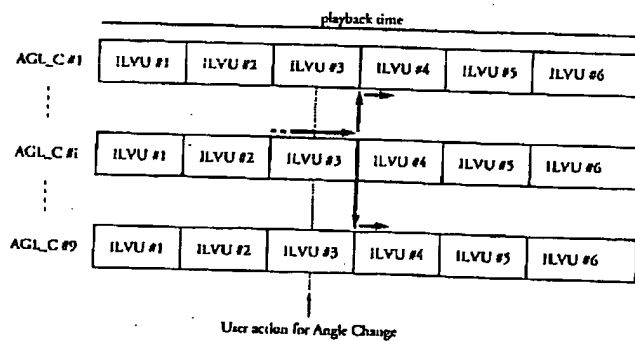 playback time
AGL_C #1 ILVU #1 ILVU #2 ILVU #3 ILVU #4 ILVU #5 ILVU #6
AGL_C #i ILVU #1 ILVU #2 ILVU #3 ILVU #4 ILVU #5 ILVU #6
AGL_C #9 ILVU #1 ILVU #2 ILVU #3 ILVU #4 ILVU #5 ILVU #6
User action for Angle Change